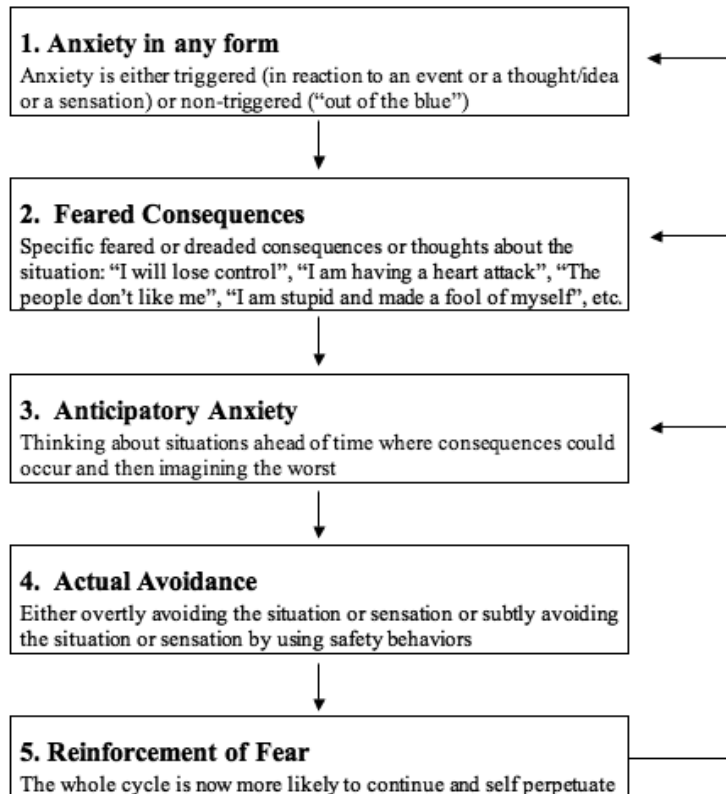 1. Anxiety in any form
Anxiety is either triggered (in reaction to an event or a thought/idea
or a sensation) or non-triggered (“out of the blue”)
2. Feared Consequences
Specific feared or dreaded consequences or thoughts about the
situation: “I will lose control”, “I am having a heart attack”, “The
people don’t like me”, “I am stupid and made a fool of myself”, etc.
3. Anticipatory Anxiety
Thinking about situations ahead of time where consequences could
occur and then imagining the worst
4. Actual Avoidance
Either overtly avoiding the situation or sensation or subtly avoiding
the situation or sensation by using safety behaviors
5. Reinforcement of Fear
The whole cycle is now more likely to continue and self perpetuate